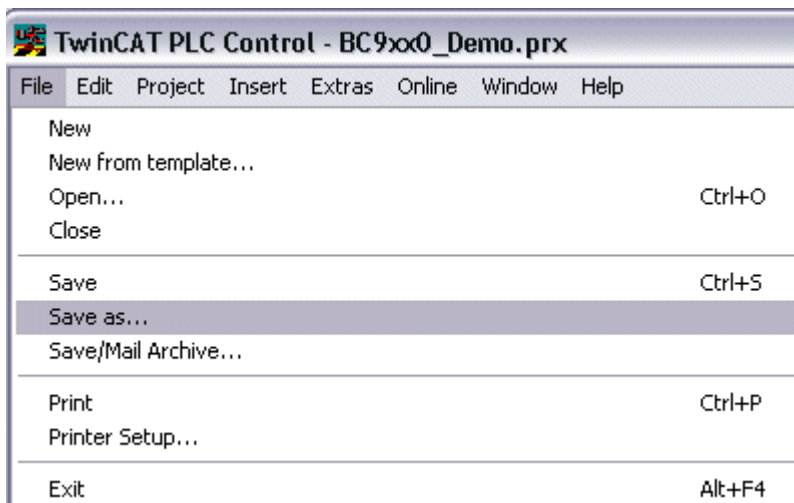 TwinCAT PLC Control - BC9xx0_Demo.prx
File Edit Project Insert Extras Online Window Help
New
New from template...
Open... Ctrl+O
Close
Save Ctrl+S
Save as...
Save/Mail Archive...
Print Ctrl+P
Printer Setup...
Exit Alt+F4